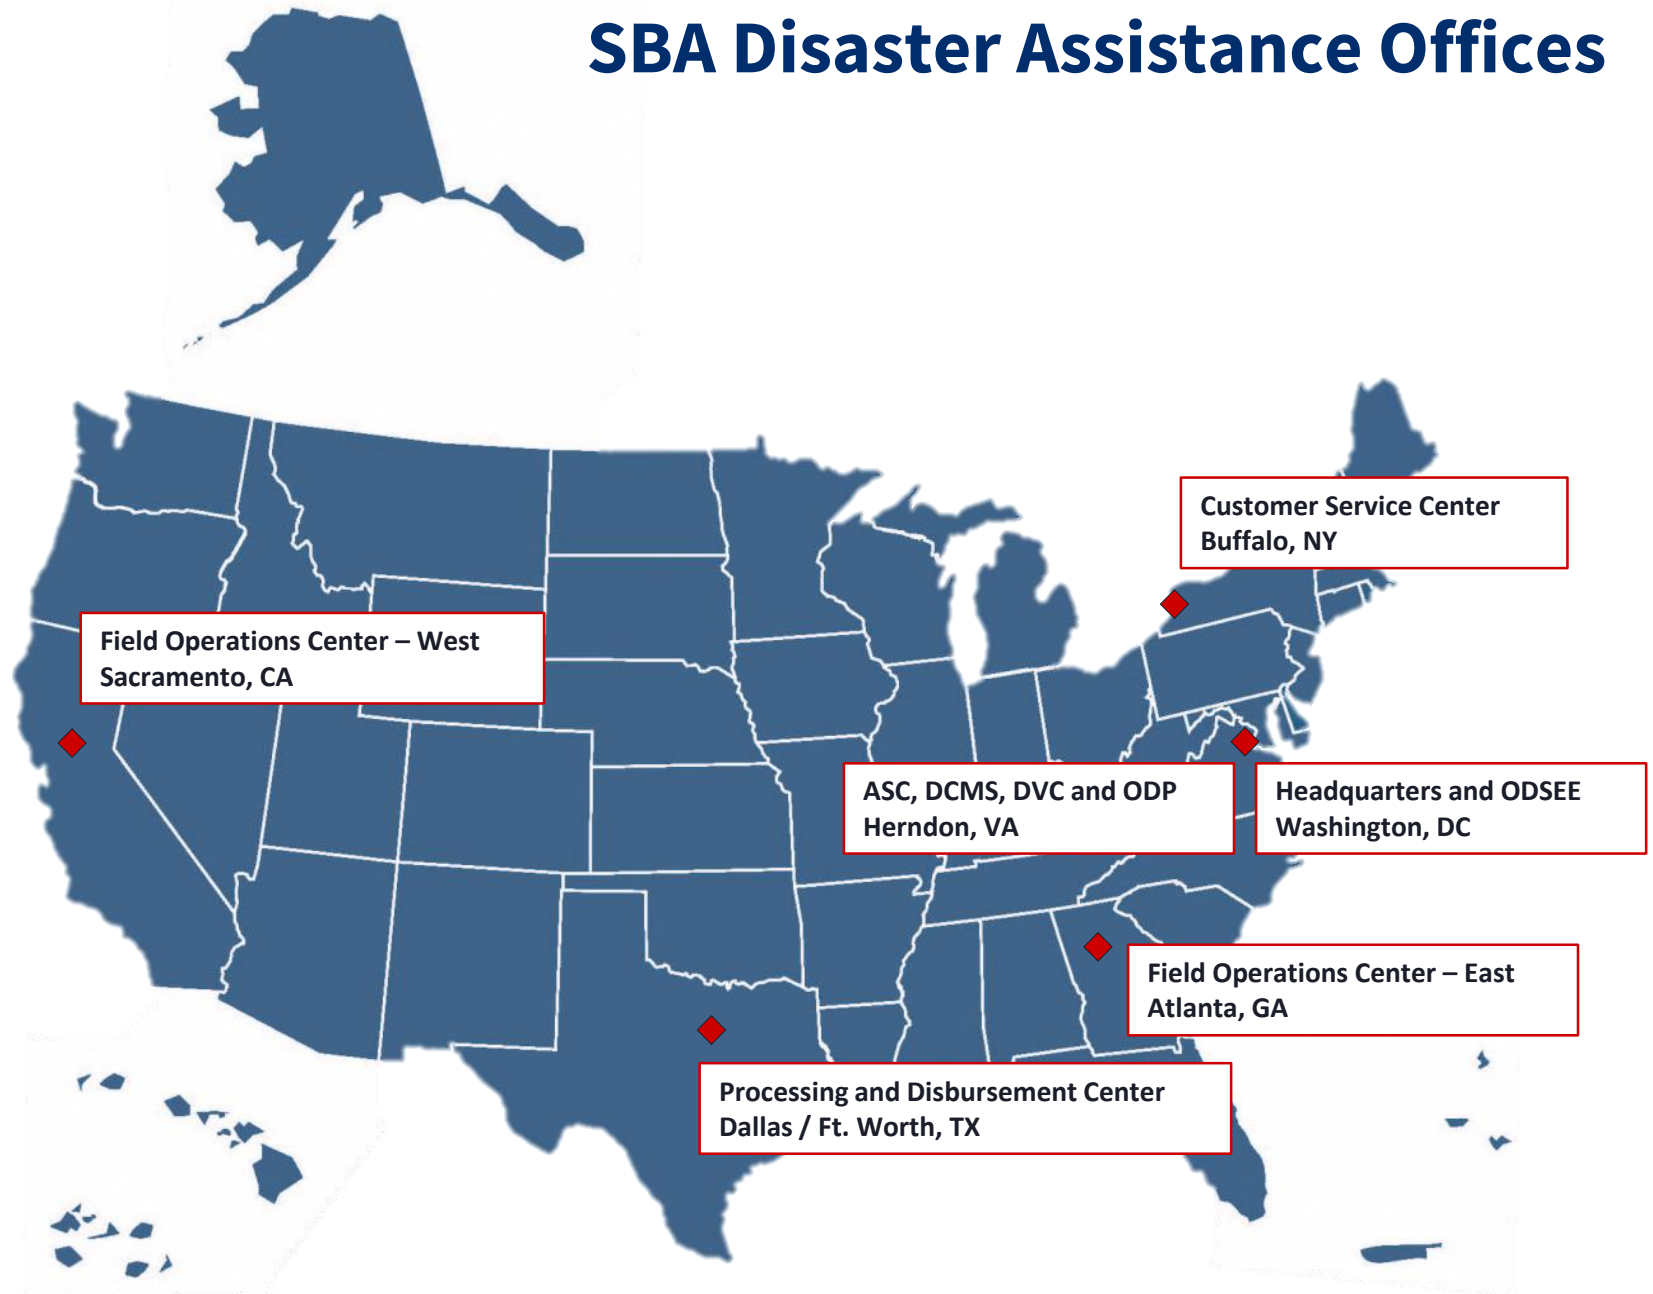 SBA Disaster Assistance Offices
Customer Service Center
Buffalo, NY
Field Operations Center – West
Sacramento, CA
ASC, DCMS, DVC and ODP
Herndon, VA
Headquarters and ODSEE
Washington, DC
Field Operations Center – East
Atlanta, GA
Processing and Disbursement Center
Dallas / Ft. Worth, TX